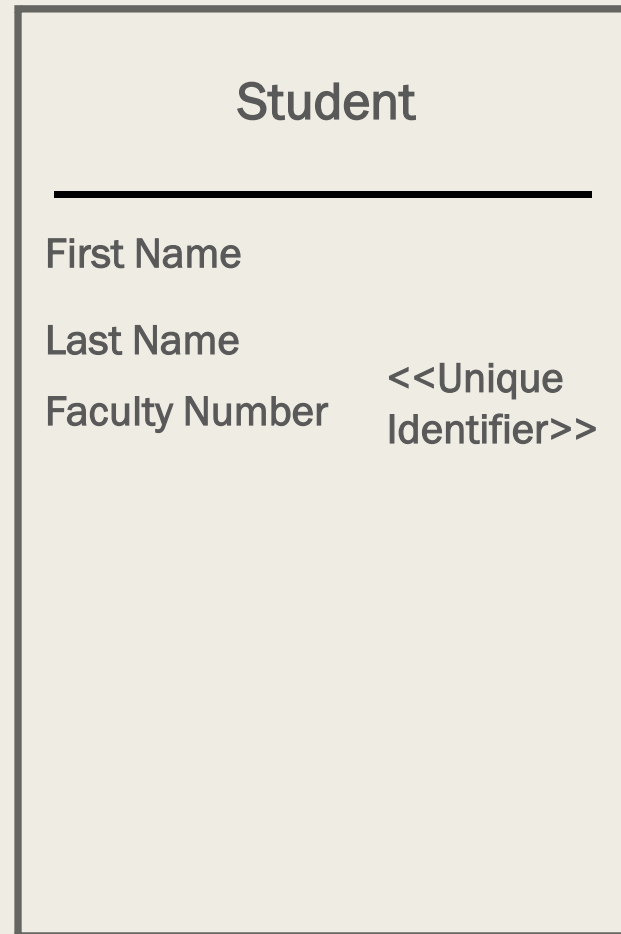 Student
First Name
Last Name
Faculty Number
<<Unique
Identifier>>